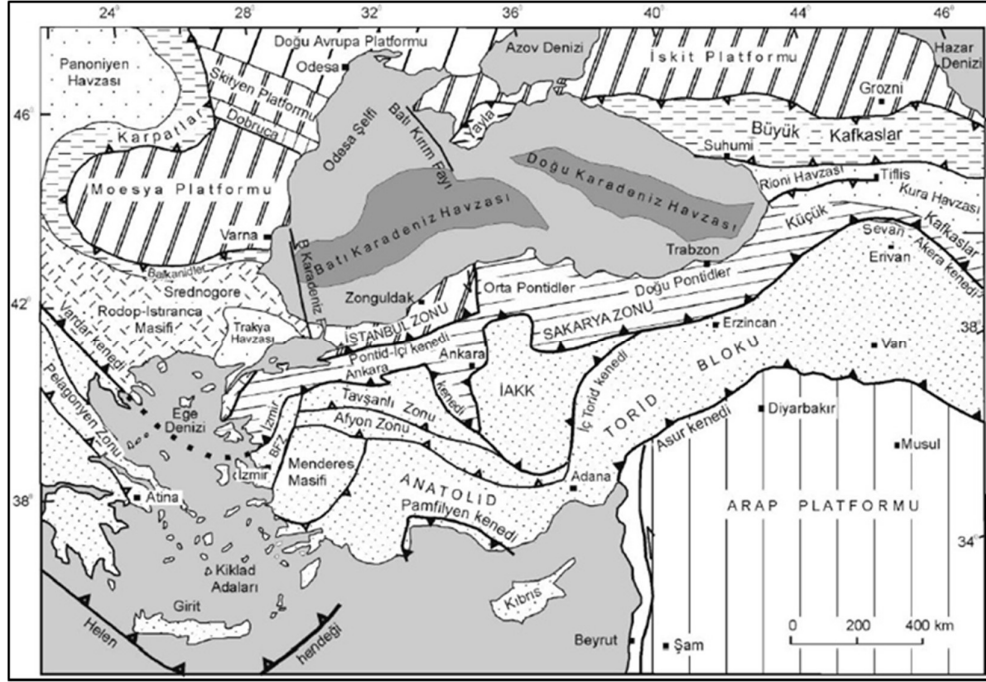 24° 28° 32° 36° 40° 44° 46°
Panoniyen
Havzası
Doğu Avrupa Platformu
Odesa
Azov Denizi
İskit Platformu
Hazar
Denizi
Grozni
46°
Skityen Platformu
Dobruca
Karpatlar
Odesa Şelfi
Batı Kırım Fayı
Yayla
Büyük Kafkaslar
Suhumi
Rioni Havzası
Tiflis
Kura Havzası
Moesya Platformu
Doğu Karadeniz Havzası
Batı Karadeniz Havzası
Küçük Kafkaslar
Sevan Akera kenedi?
Erivan
Varna
B Karadeniz F.
Trabzon
Balkanidler
Srednogore
Zonguldak
Orta Pontidler
Doğu Pontidler
42°
Rodop-Istıranca
Masifi
Trakya
Havzası
İSTANBUL ZONU
SAKARYA ZONU
Erzincan
38°
Vardar kenedi
Pontid-İçi kenedi
Ankara
Ankara
kenedi
İAKK
İç Torid kenedi
TORİD BLOKU
Van
Pelagoniyen Zonu
Ege
Denizi
İzmir
BFZ
Tavşanlı Zonu
Afyon Zonu
Asur kenedi
Diyarbakır
Musul
İzmir
Menderes
Masifi
Adana
38°
Atina
ANATOLİD
Pamfilyen kenedi
ARAP PLATFORMU
34°
Kiklad
Adaları
Girit
Kıbrıs
Helen hendeği
Beyrut
Şam
0 200 400 km